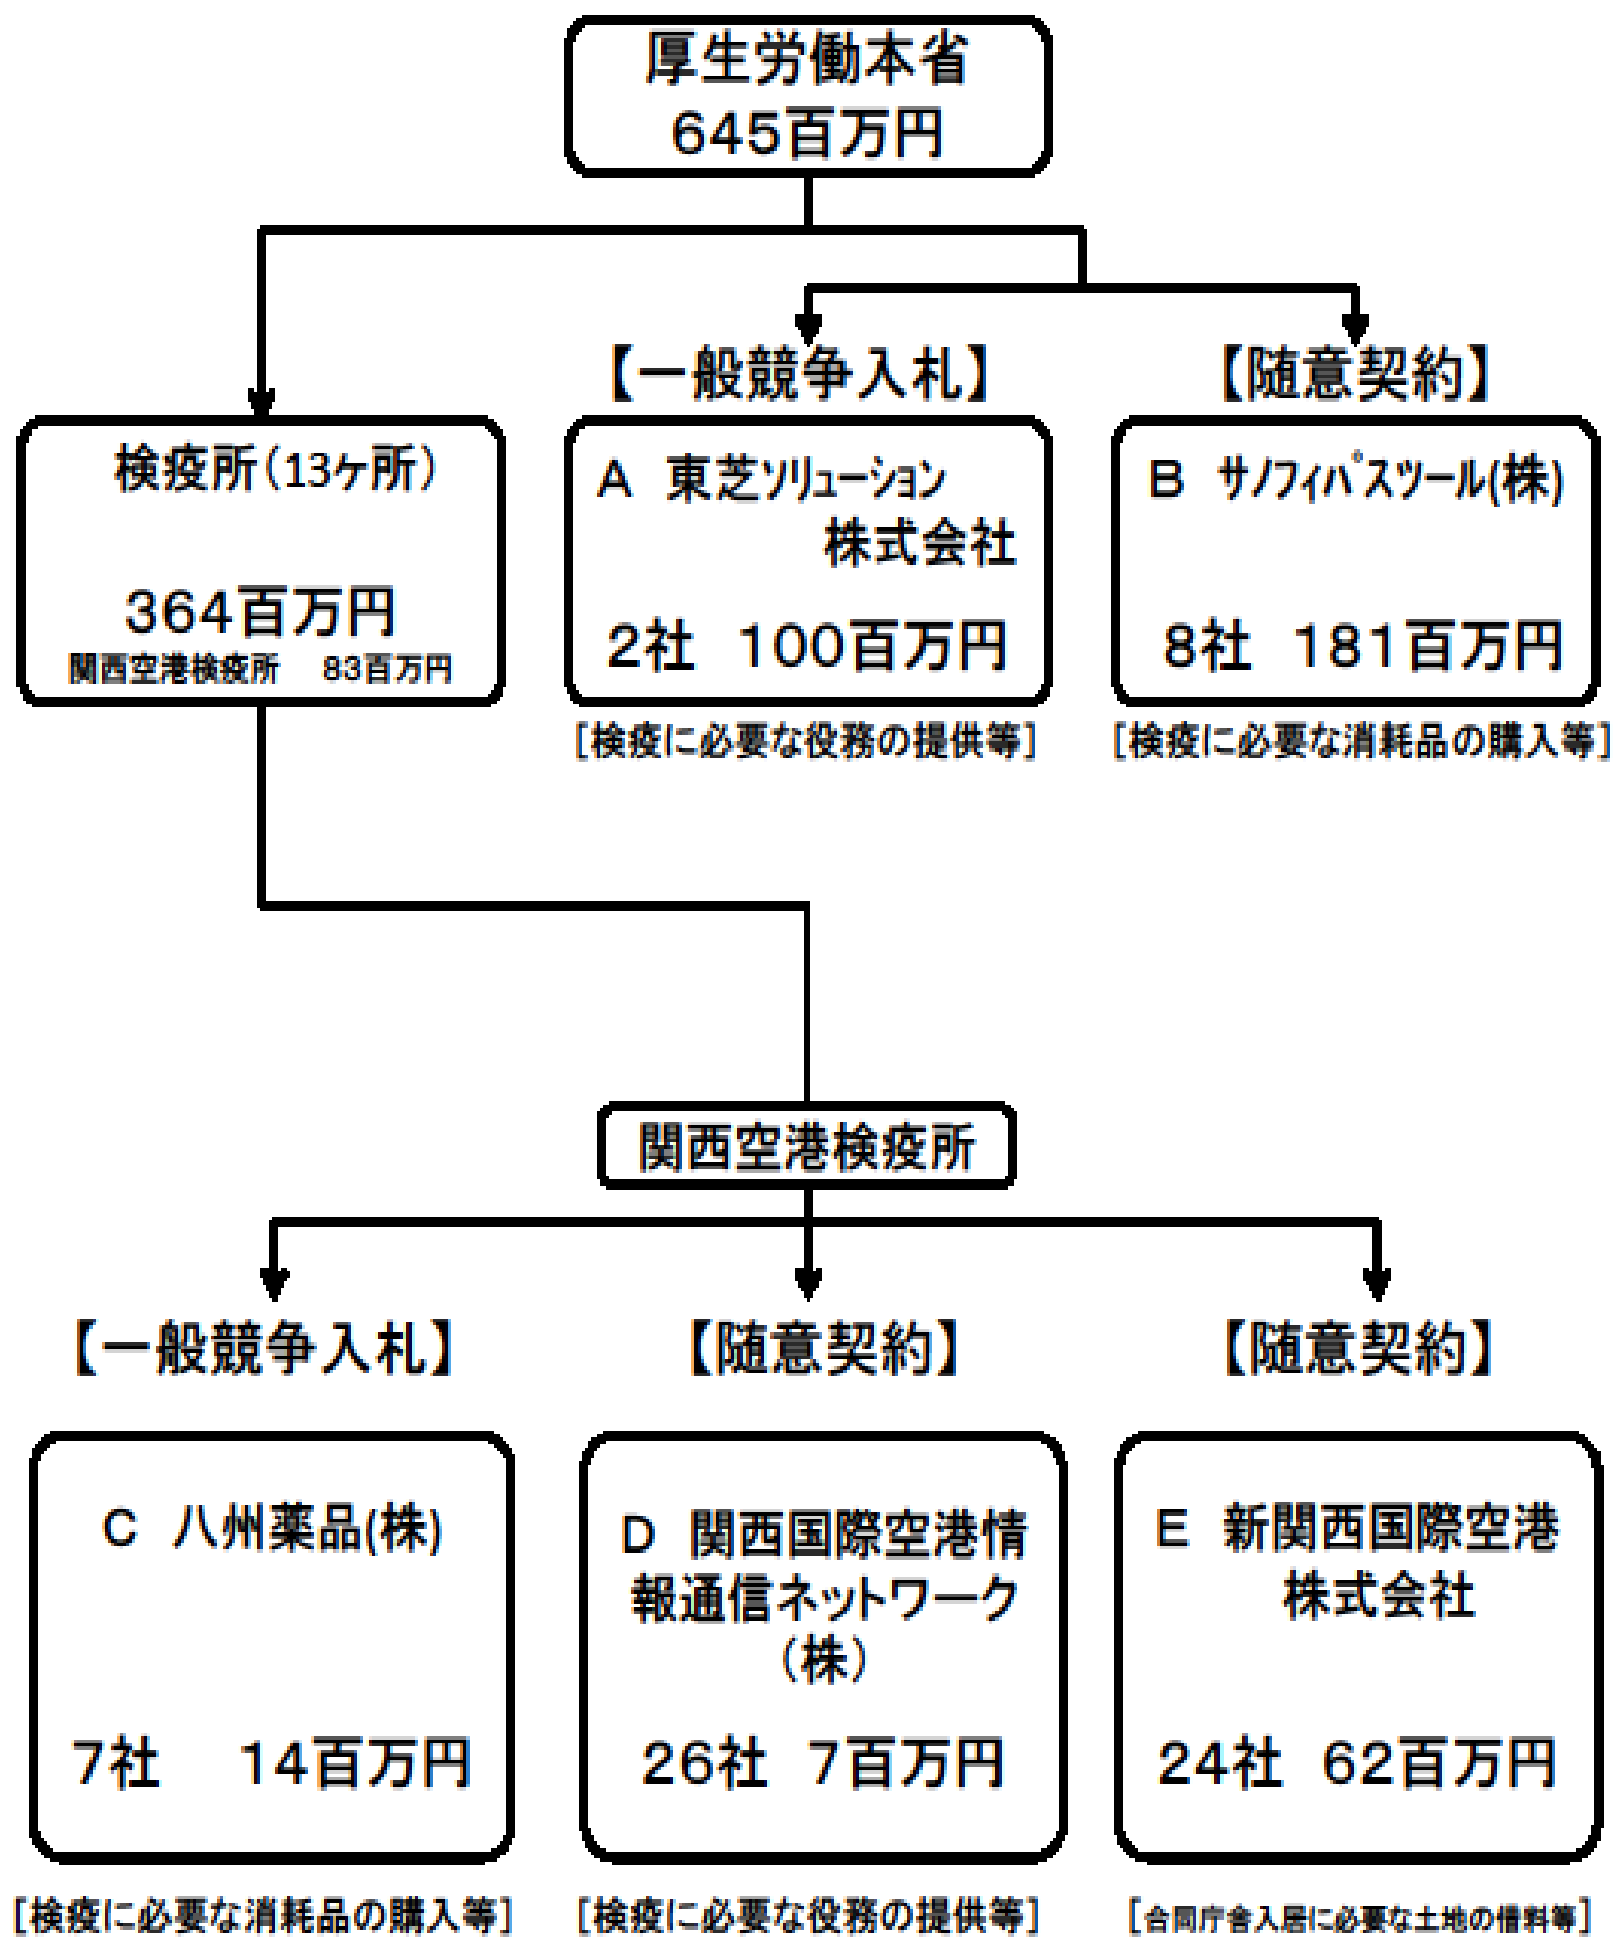 厚生労働本省
645百万円
【一般競争入札】
【随意契約】
検疫所(13ヶ所)
364百万円
関西空港検疫所 83百万円
A 東芝ソリューション
株式会社
2社 100百万円
B サノフィパスツール(株)
8社 181百万円
[検疫に必要な役務の提供等]
[検疫に必要な消耗品の購入等]
関西空港検疫所
【一般競争入札】
【随意契約】
【随意契約】
C 八州薬品(株)
7社 14百万円
D 関西国際空港情
報通信ネットワーク
(株)
26社 7百万円
E 新関西国際空港
株式会社
24社 62百万円
[検疫に必要な消耗品の購入等]
[検疫に必要な役務の提供等]
[合同庁舎入居に必要な土地の借料等]